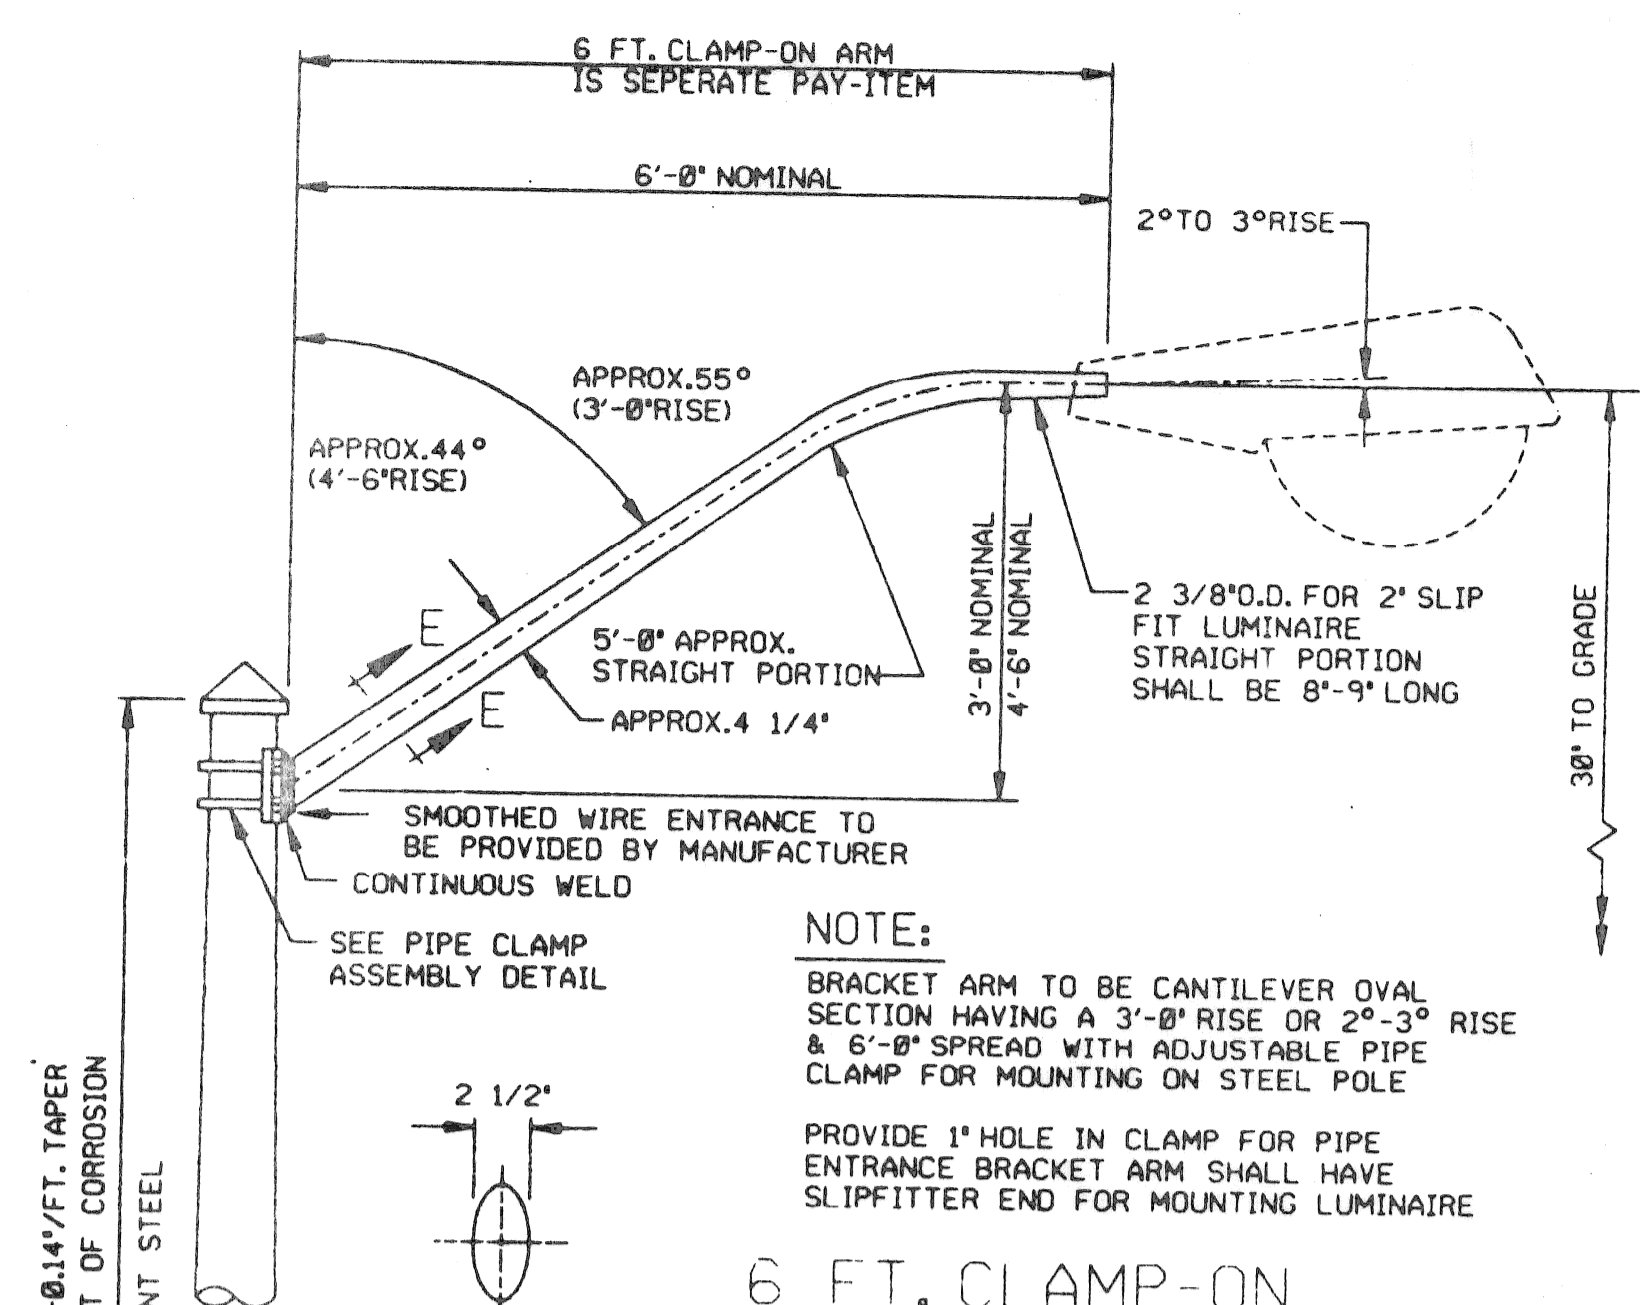 6 FT. CLAMP-ON ARM
IS SEPERATE PAY-ITEM
6'-0" NOMINAL
2° TO 3° RISE
APPROX. 55°
(3'-0" RISE)
APPROX. 44°
(4'-6" RISE)
E
E
5'-0" APPROX.
STRAIGHT PORTION
APPROX. 4 1/4"
3'-0" NOMINAL
4'-6" NOMINAL
2 3/8" O.D. FOR 2" SLIP
FIT LUMINAIRE
STRAIGHT PORTION
SHALL BE 8"-9" LONG
30' TO GRADE
SMOOTHED WIRE ENTRANCE TO
BE PROVIDED BY MANUFACTURER
CONTINUOUS WELD
SEE PIPE CLAMP
ASSEMBLY DETAIL
NOTE:
BRACKET ARM TO BE CANTILEVER OVAL
SECTION HAVING A 3'-0" RISE OR 2°-3° RISE
& 6'-0" SPREAD WITH ADJUSTABLE PIPE
CLAMP FOR MOUNTING ON STEEL POLE
PROVIDE 1" HOLE IN CLAMP FOR PIPE
ENTRANCE BRACKET ARM SHALL HAVE
SLIPFITTER END FOR MOUNTING LUMINAIRE
2 1/2"
0.14"/FT. TAPER
OF CORROSION
STEEL
6 FT. CLAMP-ON